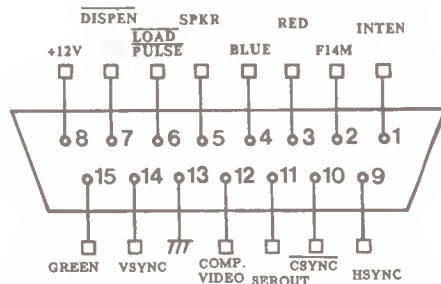 DISPEN
SPKR
RED
LOAD
PULSE
INTEN
+12V
BLUE
F14M
8 7 6 5 4 3 2 1
15 14 13 12 11 10 9
GREEN
VSYNC
COMP.
VIDEO
SEROUT
CSYNC
HSYNC